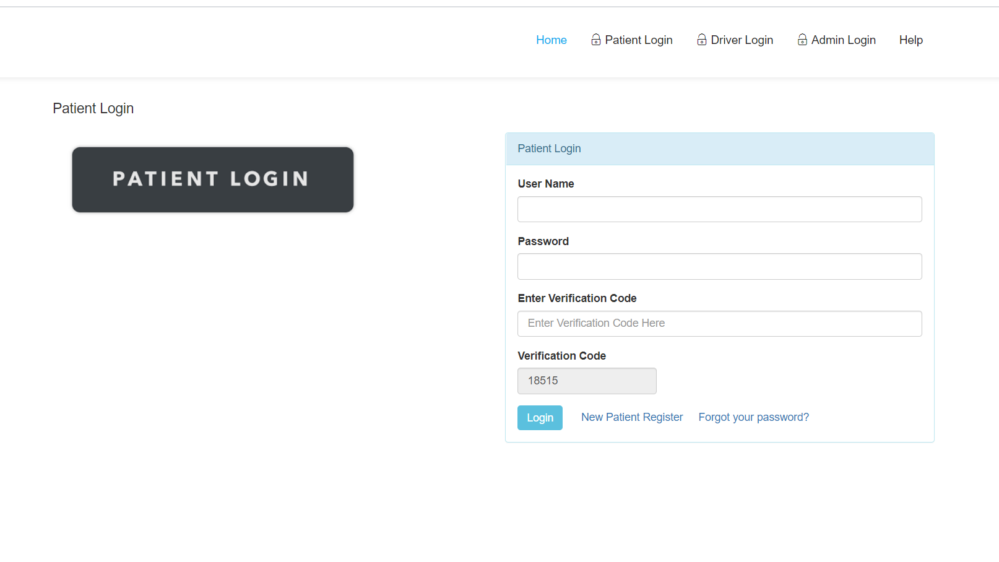 Home Patient Login Driver Login Admin Login Help
Patient Login
PATIENT LOGIN
Patient Login
User Name
Password
Enter Verification Code
Enter Verification Code Here
Verification Code
18515
Login New Patient Register Forgot your password?